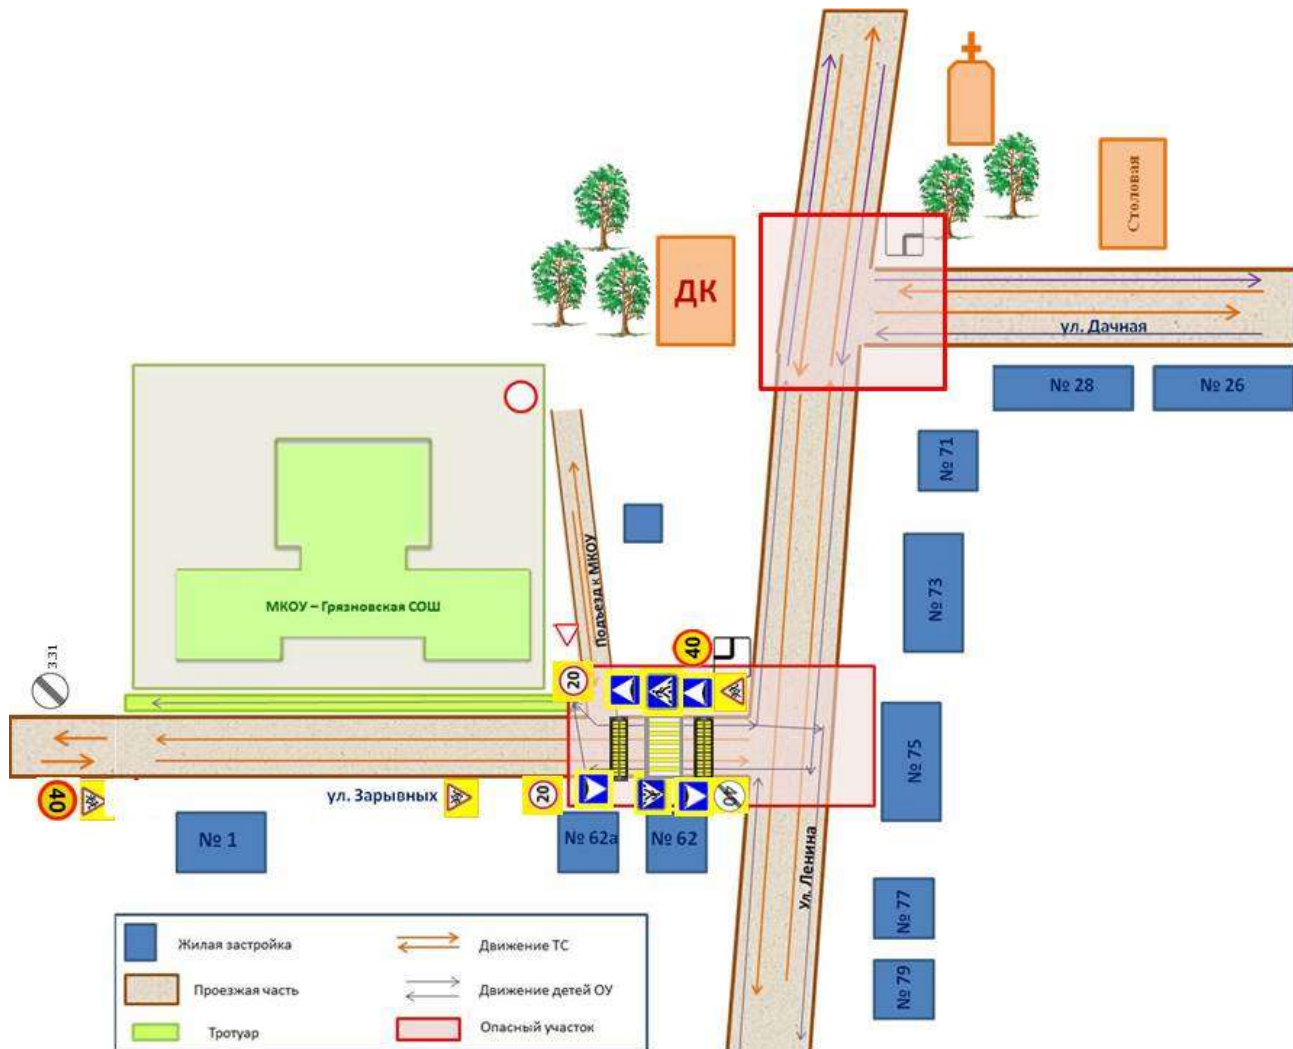 Столовая
ДК
ул. Дачная
№ 28
№ 26
№ 71
№ 73
Подъезд к МКОУ
МКОУ – Грязновская СОШ
3 31
40
20
№ 75
40
20
40
ул. Зарывных
№ 1
№ 62а
№ 62
Ул. Ленина
№ 77
№ 79
Жилая застройка
Движение ТС
Проезжая часть
Движение детей ОУ
Тротуар
Опасный участок